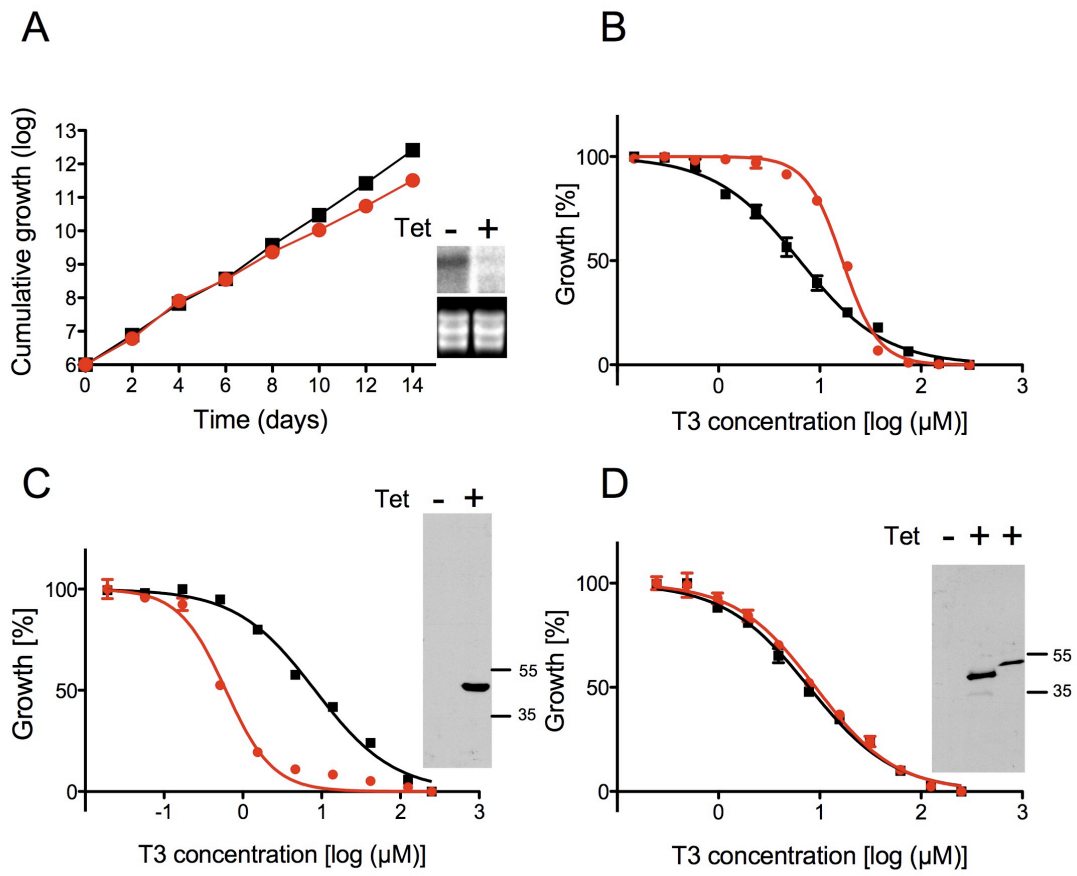 A
Cumulative growth (log)
13
12
11
10
9
8
7
6
0 2 4 6 8 10 12 14
Time (days)
Tet - +
B
Growth [%]
100
50
0
0 1 2 3
T3 concentration [log (µM)]
C
Growth [%]
100
50
0
-1 0 1 2 3
T3 concentration [log (µM)]
Tet - +
55
35
D
Growth [%]
100
50
0
0 1 2 3
T3 concentration [log (µM)]
Tet - + +
55
35